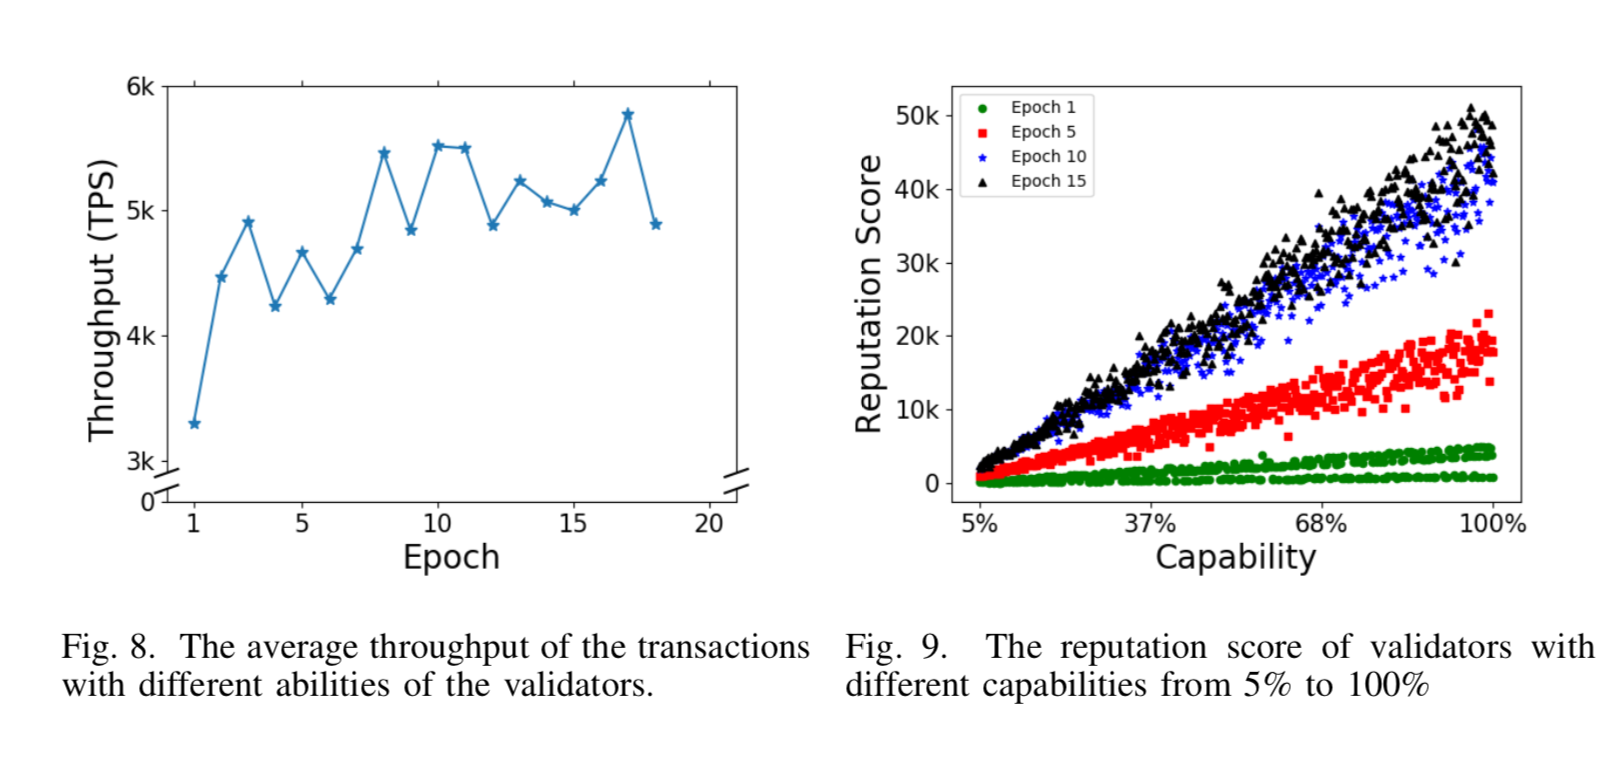 6k
5k
4k
3k
0
Throughput (TPS)
1 5 10 15 20
Epoch
Fig. 8. The average throughput of the transactions
with different abilities of the validators.
50k
40k
30k
20k
10k
0
Reputation Score
Epoch 1
Epoch 5
Epoch 10
Epoch 15
5% 37% 68% 100%
Capability
Fig. 9. The reputation score of validators with
different capabilities from 5% to 100%